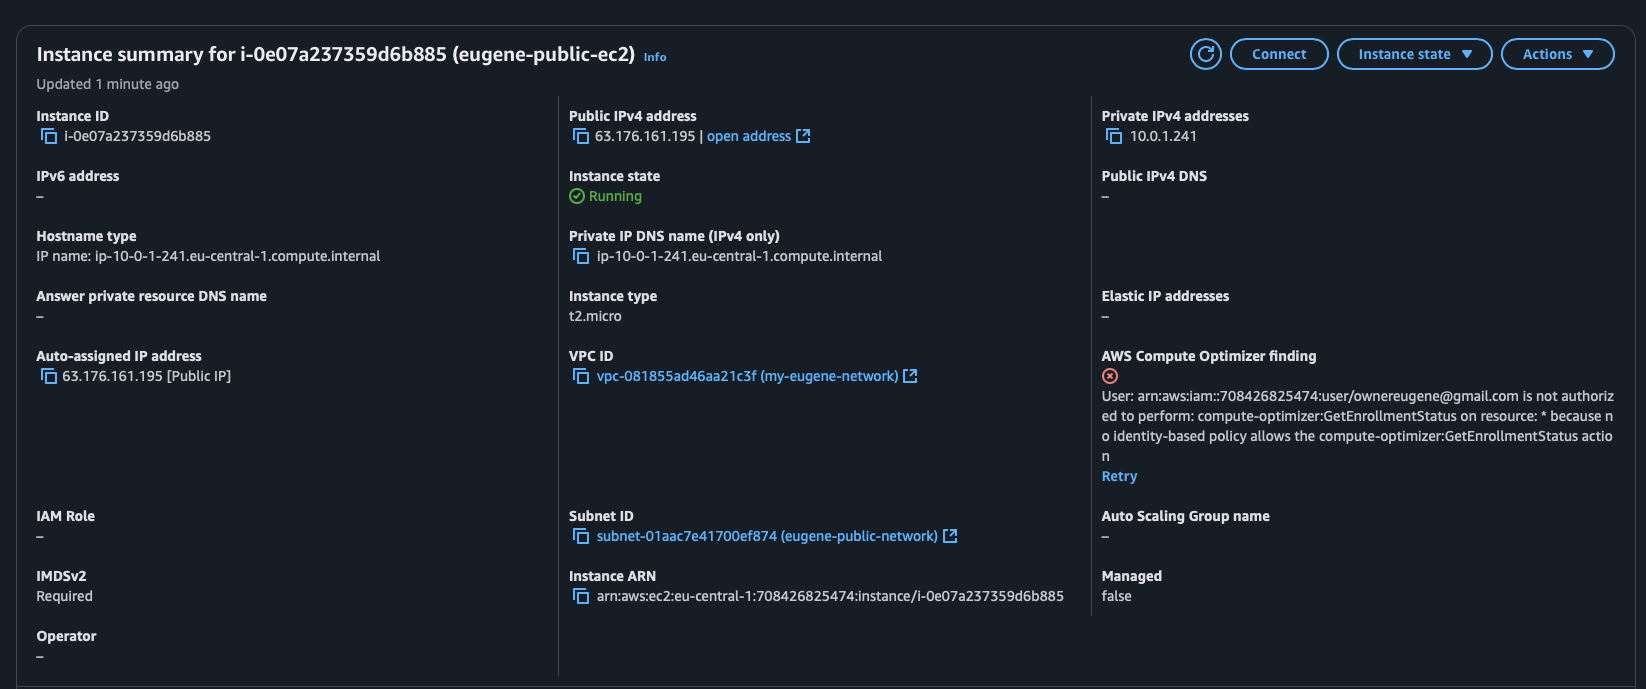 Instance summary for i-0e07a237359d6b885 (eugene-public-ec2) Info
Connect
Instance state
Actions
Updated 1 minute ago
Instance ID
i-0e07a237359d6b885
Public IPv4 address
63.176.161.195 | open address
Private IPv4 addresses
10.0.1.241
IPv6 address
–
Instance state
Running
Public IPv4 DNS
–
Hostname type
IP name: ip-10-0-1-241.eu-central-1.compute.internal
Private IP DNS name (IPv4 only)
ip-10-0-1-241.eu-central-1.compute.internal
Answer private resource DNS name
–
Instance type
t2.micro
Elastic IP addresses
–
Auto-assigned IP address
63.176.161.195 [Public IP]
VPC ID
vpc-081855ad46aa21c3f (my-eugene-network)
AWS Compute Optimizer finding
User: arn:aws:iam::708426825474:user/ownereugene@gmail.com is not authoriz
ed to perform: compute-optimizer:GetEnrollmentStatus on resource: * because n
o identity-based policy allows the compute-optimizer:GetEnrollmentStatus actio
n
Retry
IAM Role
–
Subnet ID
subnet-01aac7e41700ef874 (eugene-public-network)
Auto Scaling Group name
–
IMDSv2
Required
Instance ARN
arn:aws:ec2:eu-central-1:708426825474:instance/i-0e07a237359d6b885
Managed
false
Operator
–